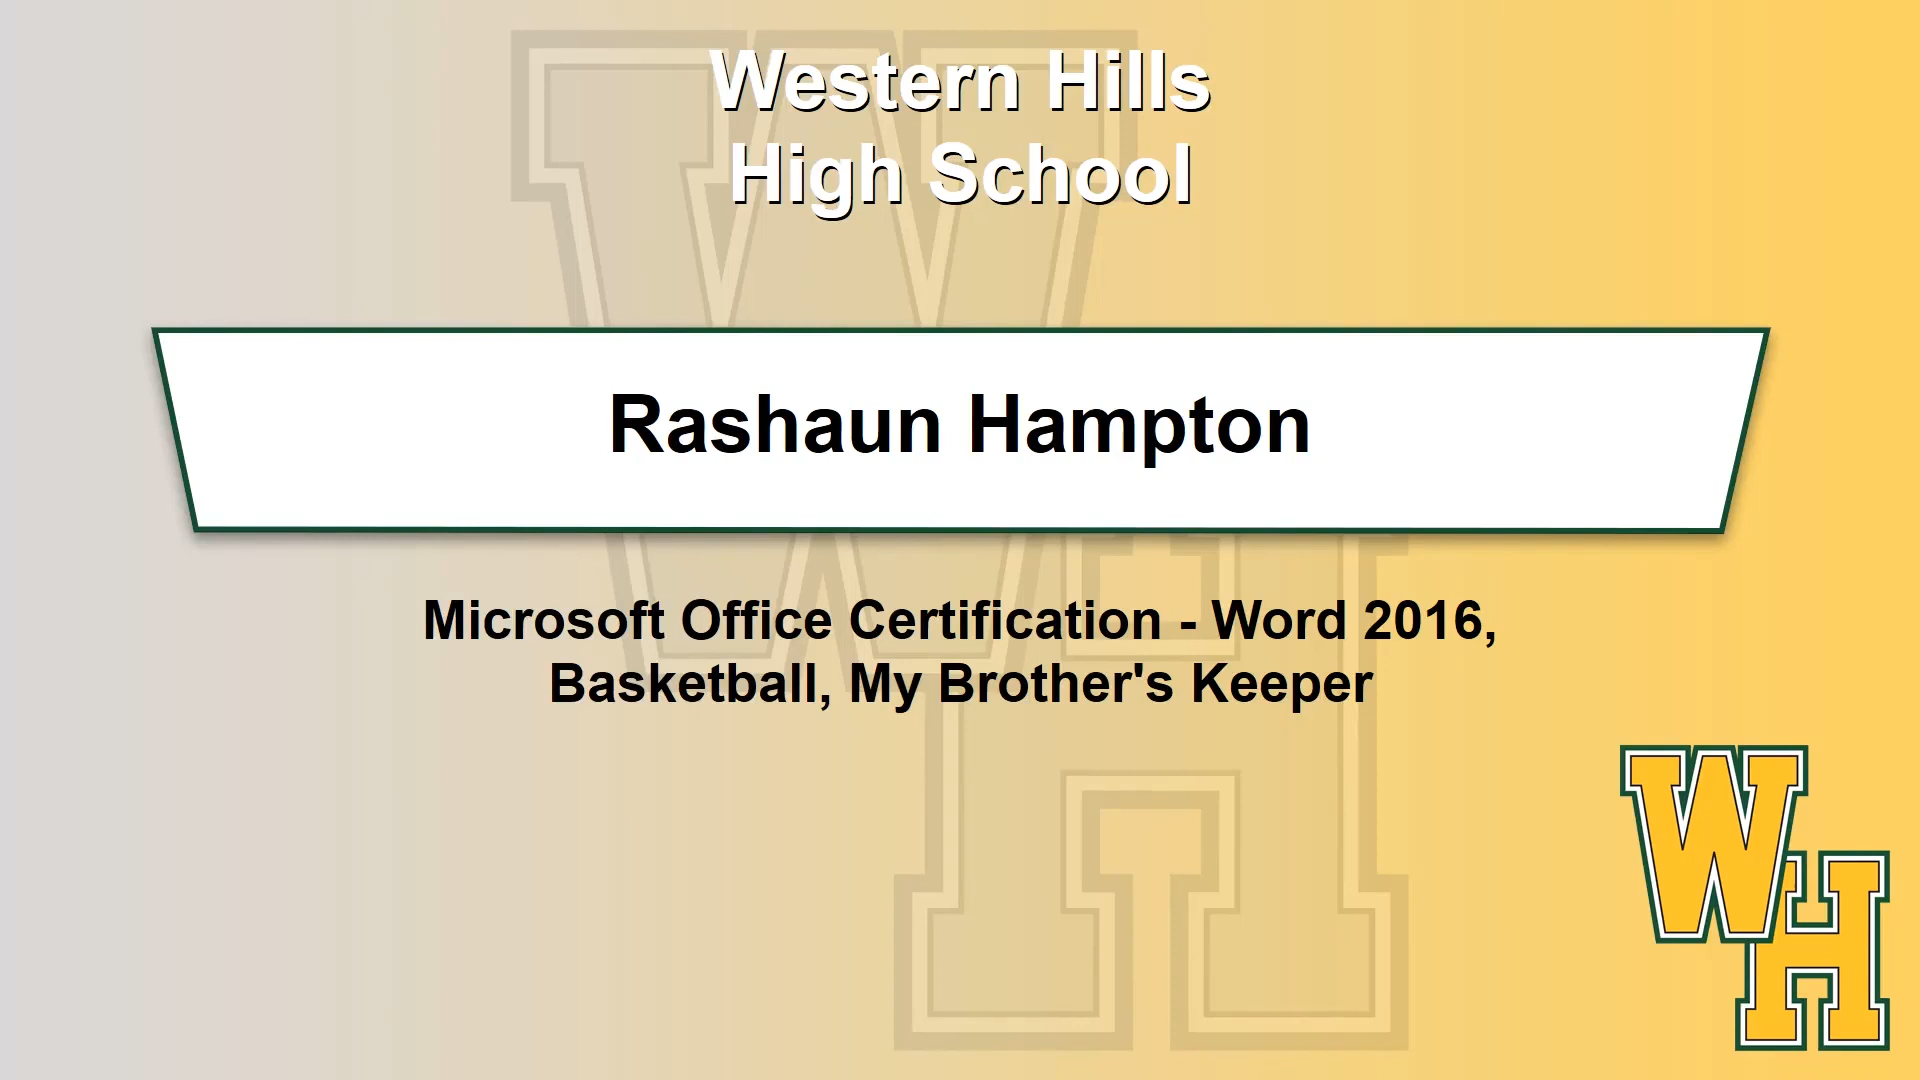 Western Hills
High School
Rashaun Hampton
Microsoft Office Certification - Word 2016,
Basketball, My Brother's Keeper
WH